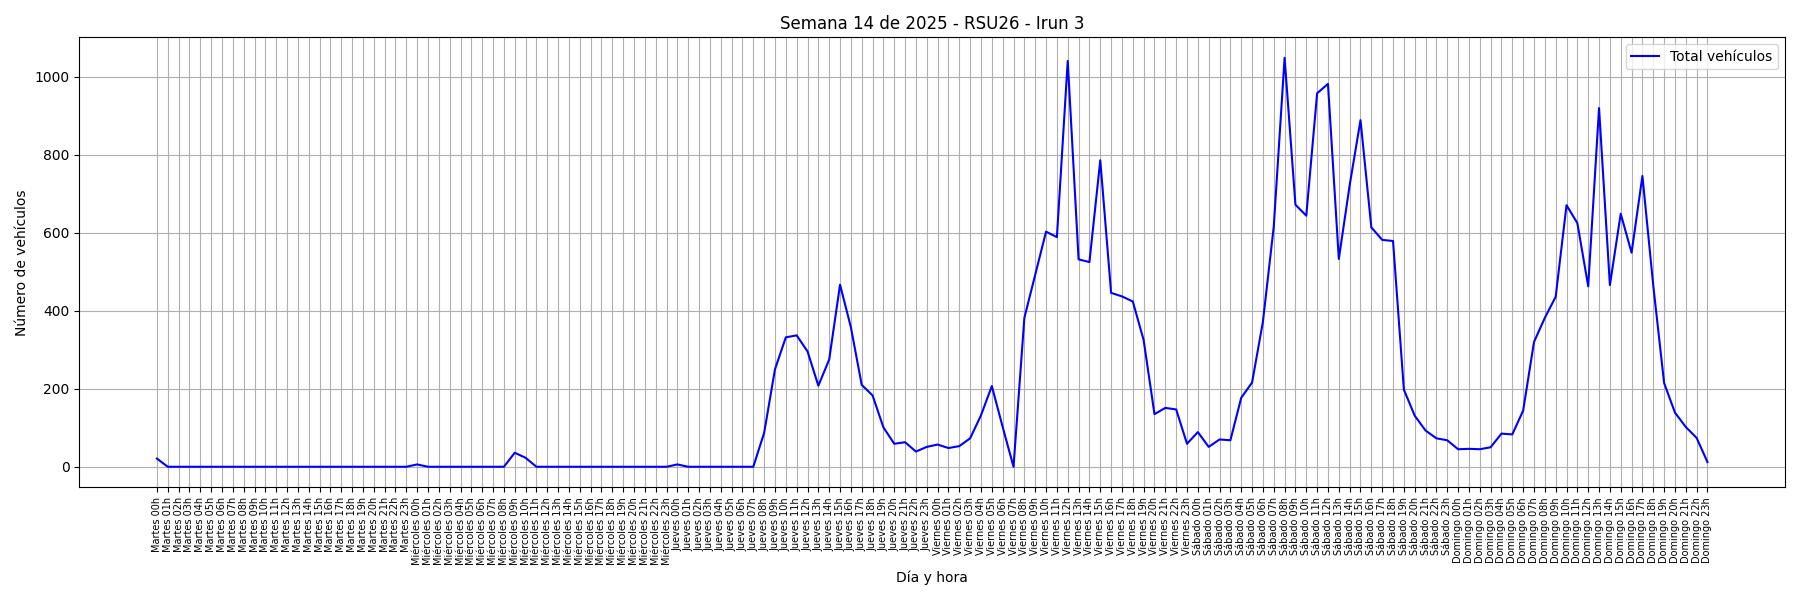 Semana 14 de 2025 - RSU26 - Irun 3
Total vehículos
Número de vehículos
1000
800
600
400
200
0
Martes 00h
Martes 01h
Martes 02h
Martes 03h
Martes 04h
Martes 05h
Martes 06h
Martes 07h
Martes 08h
Martes 09h
Martes 10h
Martes 11h
Martes 12h
Martes 13h
Martes 14h
Martes 15h
Martes 16h
Martes 17h
Martes 18h
Martes 19h
Martes 20h
Martes 21h
Martes 22h
Martes 23h
Miércoles 00h
Miércoles 01h
Miércoles 02h
Miércoles 03h
Miércoles 04h
Miércoles 05h
Miércoles 06h
Miércoles 07h
Miércoles 08h
Miércoles 09h
Miércoles 10h
Miércoles 11h
Miércoles 12h
Miércoles 13h
Miércoles 14h
Miércoles 15h
Miércoles 16h
Miércoles 17h
Miércoles 18h
Miércoles 19h
Miércoles 20h
Miércoles 21h
Miércoles 22h
Miércoles 23h
Jueves 00h
Jueves 01h
Jueves 02h
Jueves 03h
Jueves 04h
Jueves 05h
Jueves 06h
Jueves 07h
Jueves 08h
Jueves 09h
Jueves 10h
Jueves 11h
Jueves 12h
Jueves 13h
Jueves 14h
Jueves 15h
Jueves 16h
Jueves 17h
Jueves 18h
Jueves 19h
Jueves 20h
Jueves 21h
Jueves 22h
Jueves 23h
Viernes 00h
Viernes 01h
Viernes 02h
Viernes 03h
Viernes 04h
Viernes 05h
Viernes 06h
Viernes 07h
Viernes 08h
Viernes 09h
Viernes 10h
Viernes 11h
Viernes 12h
Viernes 13h
Viernes 14h
Viernes 15h
Viernes 16h
Viernes 17h
Viernes 18h
Viernes 19h
Viernes 20h
Viernes 21h
Viernes 22h
Viernes 23h
Sábado 00h
Sábado 01h
Sábado 02h
Sábado 03h
Sábado 04h
Sábado 05h
Sábado 06h
Sábado 07h
Sábado 08h
Sábado 09h
Sábado 10h
Sábado 11h
Sábado 12h
Sábado 13h
Sábado 14h
Sábado 15h
Sábado 16h
Sábado 17h
Sábado 18h
Sábado 19h
Sábado 20h
Sábado 21h
Sábado 22h
Sábado 23h
Domingo 00h
Domingo 01h
Domingo 02h
Domingo 03h
Domingo 04h
Domingo 05h
Domingo 06h
Domingo 07h
Domingo 08h
Domingo 09h
Domingo 10h
Domingo 11h
Domingo 12h
Domingo 13h
Domingo 14h
Domingo 15h
Domingo 16h
Domingo 17h
Domingo 18h
Domingo 19h
Domingo 20h
Domingo 21h
Domingo 22h
Domingo 23h
Día y hora